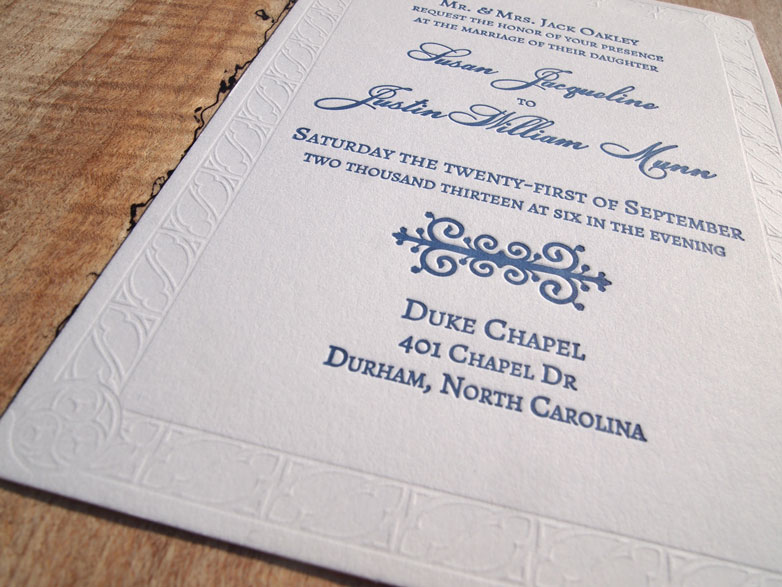 Mr. & Mrs. Jack Oakley
request the honor of your presence
at the marriage of their daughter
Susan Jacqueline
to
Justin William Munn
Saturday the twenty-first of September
two thousand thirteen at six in the evening
Duke Chapel
401 Chapel Dr
Durham, North Carolina